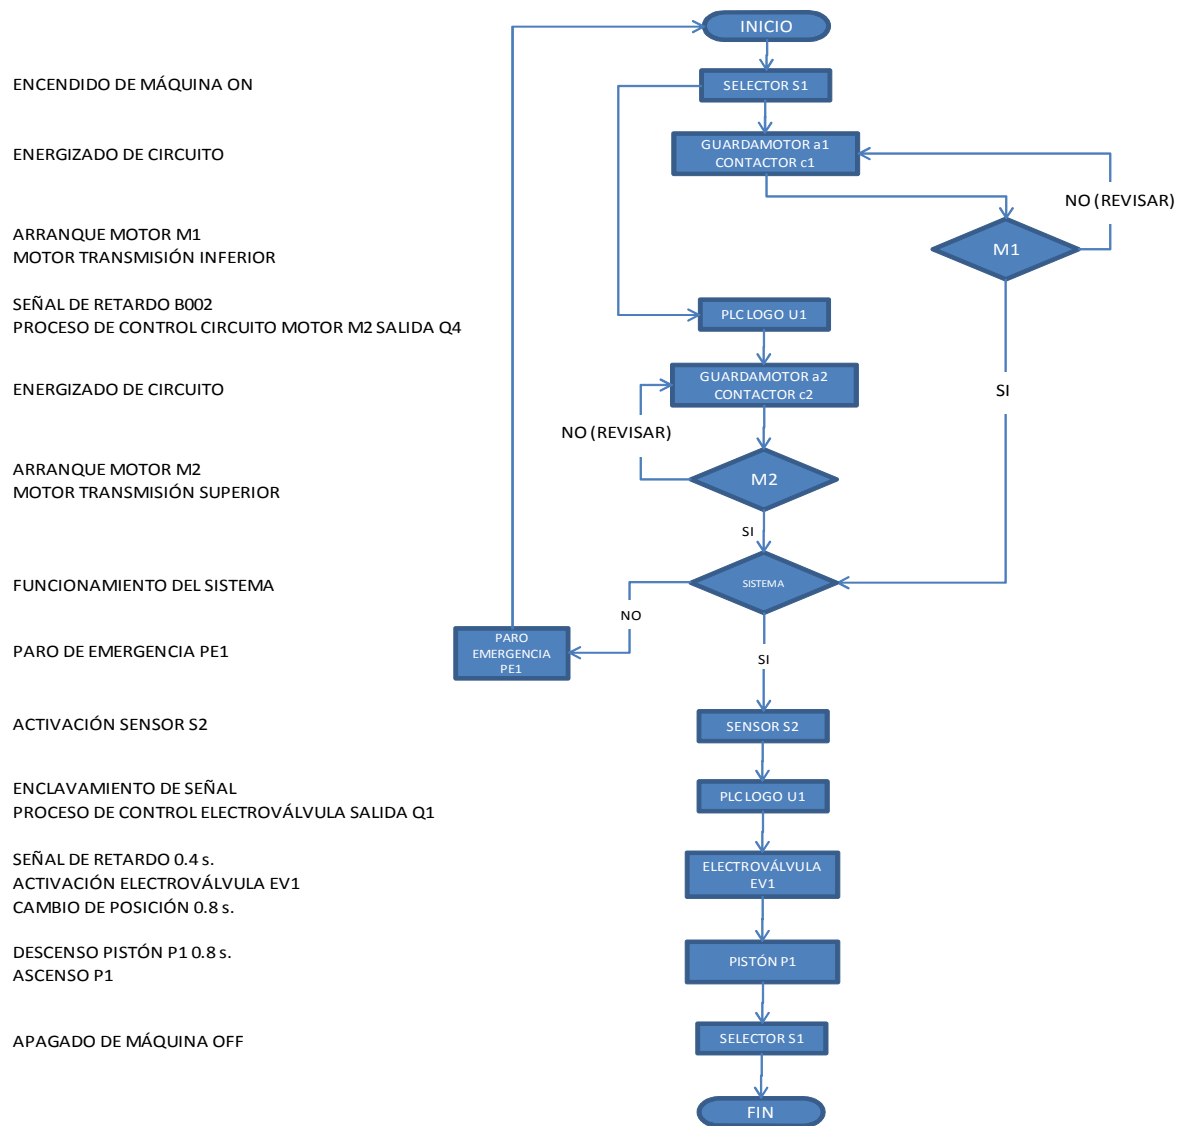 INICIO
ENCENDIDO DE MÁQUINA ON
SELECTOR S1
ENERGIZADO DE CIRCUITO
GUARDAMOTOR a1
CONTACTOR c1
NO (REVISAR)
ARRANQUE MOTOR M1
MOTOR TRANSMISIÓN INFERIOR
M1
SEÑAL DE RETARDO B002
PROCESO DE CONTROL CIRCUITO MOTOR M2 SALIDA Q4
PLC LOGO U1
ENERGIZADO DE CIRCUITO
GUARDAMOTOR a2
CONTACTOR c2
SI
NO (REVISAR)
ARRANQUE MOTOR M2
MOTOR TRANSMISIÓN SUPERIOR
M2
SI
FUNCIONAMIENTO DEL SISTEMA
SISTEMA
NO
PARO DE EMERGENCIA PE1
PARO
EMERGENCIA
PE1
SI
ACTIVACIÓN SENSOR S2
SENSOR S2
ENCLAVAMIENTO DE SEÑAL
PROCESO DE CONTROL ELECTROVÁLVULA SALIDA Q1
PLC LOGO U1
SEÑAL DE RETARDO 0.4 s.
ACTIVACIÓN ELECTROVÁLVULA EV1
CAMBIO DE POSICIÓN 0.8 s.
ELECTROVÁLVULA
EV1
DESCENSO PISTÓN P1 0.8 s.
ASCENSO P1
PISTÓN P1
APAGADO DE MÁQUINA OFF
SELECTOR S1
FIN